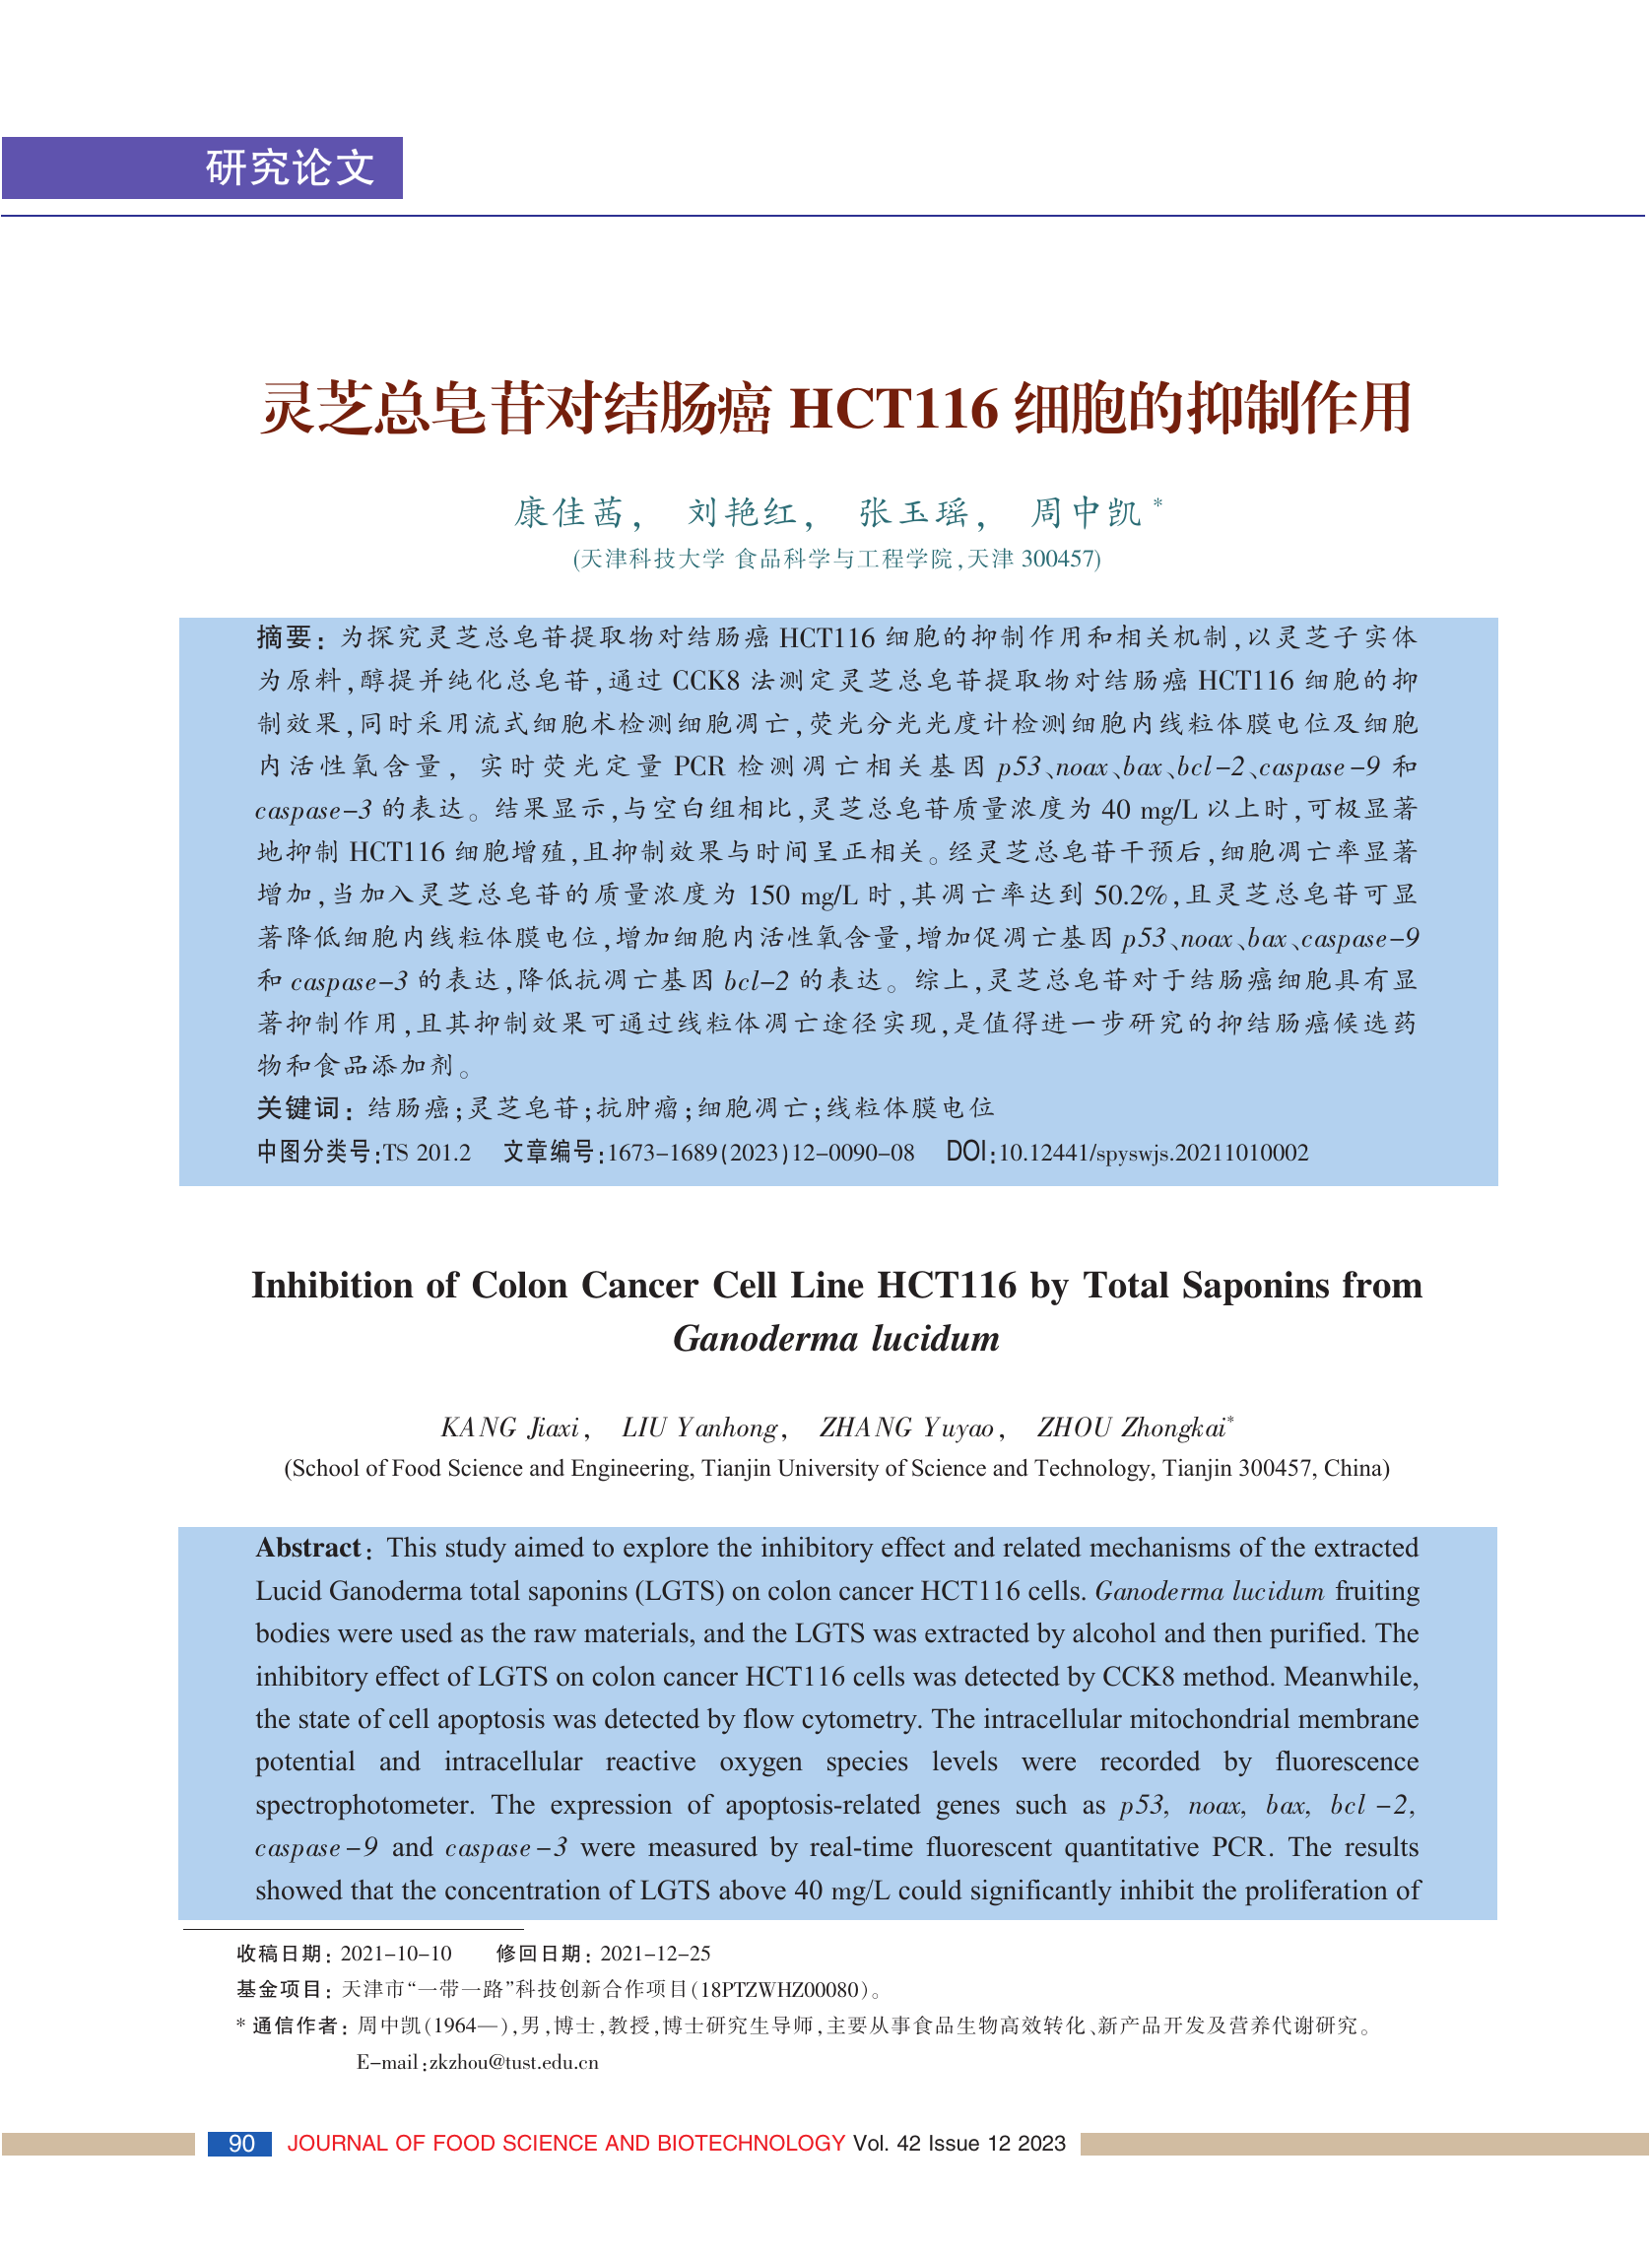 研究论文
灵芝总皂苷对结肠癌 HCT116 细胞的抑制作用
康佳茜， 刘艳红， 张玉瑶， 周中凯*
(天津科技大学 食品科学与工程学院,天津 300457)
摘要：为探究灵芝总皂苷提取物对结肠癌 HCT116 细胞的抑制作用和相关机制,以灵芝子实体
为原料,醇提并纯化总皂苷,通过 CCK8 法测定灵芝总皂苷提取物对结肠癌 HCT116 细胞的抑
制效果,同时采用流式细胞术检测细胞凋亡,荧光分光光度计检测细胞内线粒体膜电位及细胞
内活性氧含量，实时荧光定量 PCR 检测凋亡相关基因 p53、noax、bax、bcl-2、caspase-9 和
caspase-3 的表达。结果显示,与空白组相比,灵芝总皂苷质量浓度为 40 mg/L 以上时,可极显著
地抑制 HCT116 细胞增殖,且抑制效果与时间呈正相关。经灵芝总皂苷干预后,细胞凋亡率显著
增加,当加入灵芝总皂苷的质量浓度为 150 mg/L 时,其凋亡率达到 50.2%,且灵芝总皂苷可显
著降低细胞内线粒体膜电位,增加细胞内活性氧含量,增加促凋亡基因 p53、noax、bax、caspase-9
和 caspase-3 的表达,降低抗凋亡基因 bcl-2 的表达。综上,灵芝总皂苷对于结肠癌细胞具有显
著抑制作用,且其抑制效果可通过线粒体凋亡途径实现,是值得进一步研究的抑结肠癌候选药
物和食品添加剂。
关键词：结肠癌;灵芝皂苷;抗肿瘤;细胞凋亡;线粒体膜电位
中图分类号:TS 201.2 文章编号:1673-1689(2023)12-0090-08 DOI:10.12441/spyswjs.20211010002
Inhibition of Colon Cancer Cell Line HCT116 by Total Saponins from
Ganoderma lucidum
KANG Jiaxi, LIU Yanhong, ZHANG Yuyao, ZHOU Zhongkai*
(School of Food Science and Engineering, Tianjin University of Science and Technology, Tianjin 300457, China)
Abstract: This study aimed to explore the inhibitory effect and related mechanisms of the extracted
Lucid Ganoderma total saponins (LGTS) on colon cancer HCT116 cells. Ganoderma lucidum fruiting
bodies were used as the raw materials, and the LGTS was extracted by alcohol and then purified. The
inhibitory effect of LGTS on colon cancer HCT116 cells was detected by CCK8 method. Meanwhile,
the state of cell apoptosis was detected by flow cytometry. The intracellular mitochondrial membrane
potential and intracellular reactive oxygen species levels were recorded by fluorescence
spectrophotometer. The expression of apoptosis-related genes such as p53, noax, bax, bcl-2,
caspase-9 and caspase-3 were measured by real-time fluorescent quantitative PCR. The results
showed that the concentration of LGTS above 40 mg/L could significantly inhibit the proliferation of
收稿日期：2021-10-10 修回日期：2021-12-25
基金项目：天津市“一带一路”科技创新合作项目(18PTZWHZ00080)。
* 通信作者：周中凯(1964—),男,博士,教授,博士研究生导师,主要从事食品生物高效转化、新产品开发及营养代谢研究。
E-mail:zkzhou@tust.edu.cn
90 JOURNAL OF FOOD SCIENCE AND BIOTECHNOLOGY Vol. 42 Issue 12 2023